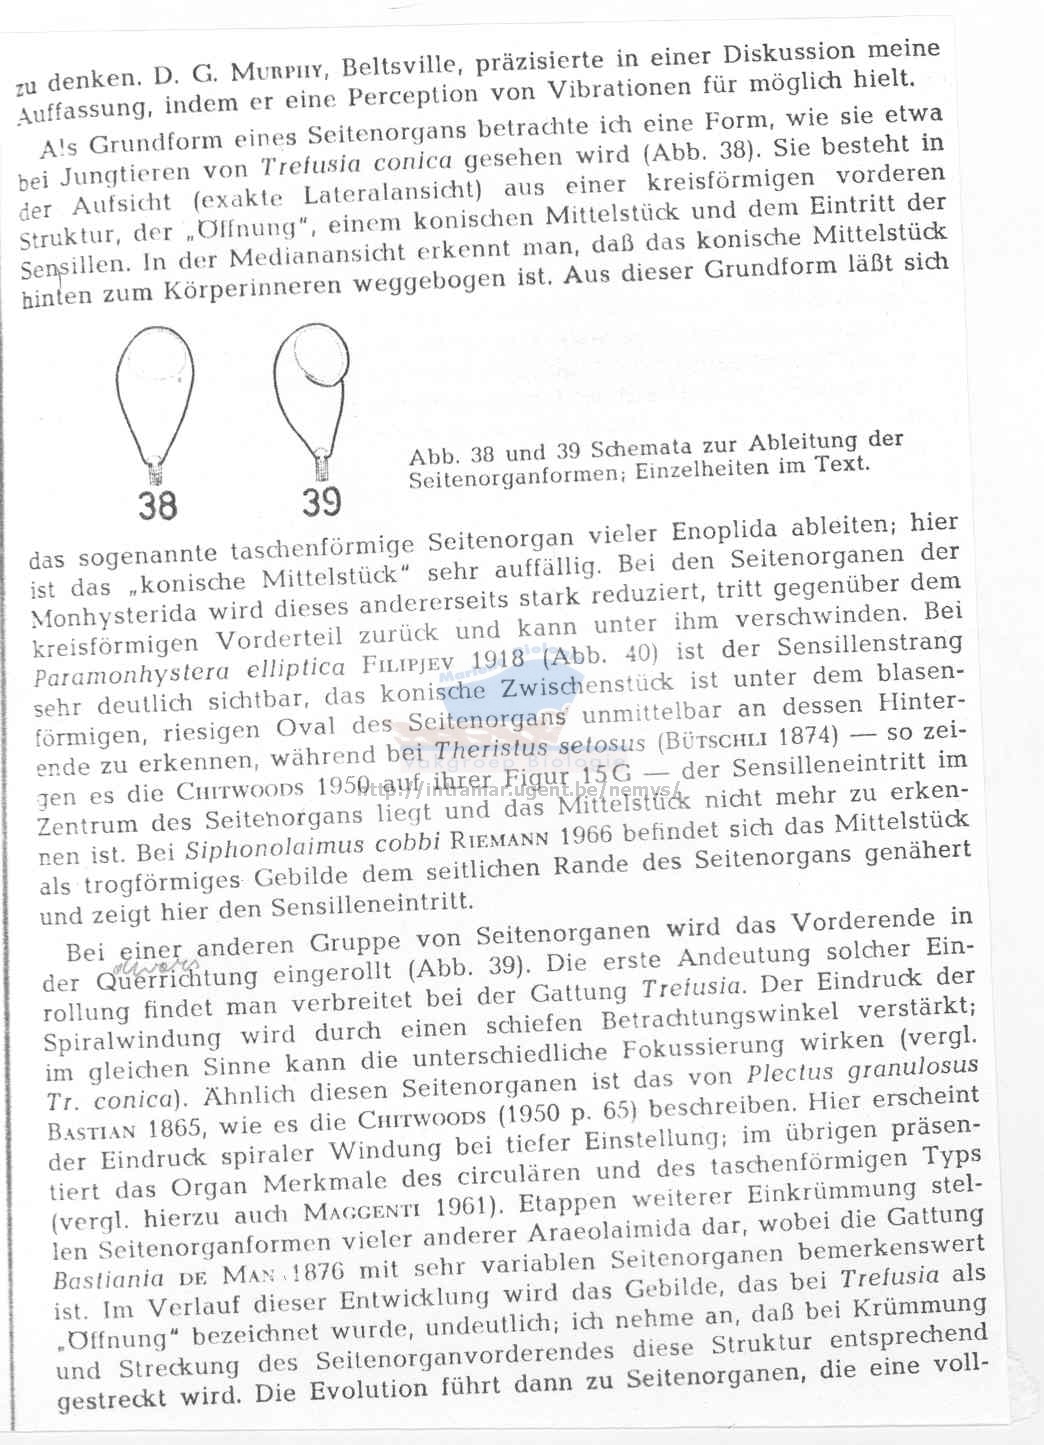 zu denken. D. G. MURPHY, Beltsville, präzisierte in einer Diskussion meine
Auffassung, indem er eine Perception von Vibrationen für möglich hielt.
Als Grundform eines Seitenorgans betrachte ich eine Form, wie sie etwa
bei Jungtieren von Trefusia conica gesehen wird (Abb. 38). Sie besteht in
der Aufsicht (exakte Lateralansicht) aus einer kreisförmigen vorderen
Struktur, der „Öffnung“, einem konischen Mittelstück und dem Eintritt der
Sensillen. In der Medianansicht erkennt man, daß das konische Mittelstück
hinten zum Körperinneren weggebogen ist. Aus dieser Grundform läßt sich
38
39
Abb. 38 und 39 Schemata zur Ableitung der
Seitenorganformen; Einzelheiten im Text.
das sogenannte taschenförmige Seitenorgan vieler Enoplida ableiten; hier
ist das „konische Mittelstück“ sehr auffällig. Bei den Seitenorganen der
Monhysterida wird dieses andererseits stark reduziert, tritt gegenüber dem
kreisförmigen Vorderteil zurück und kann unter ihm verschwinden. Bei
Paramonhystera elliptica FILIPJEV 1918 (Abb. 40) ist der Sensillenstrang
sehr deutlich sichtbar, das konische Zwischenstück ist unter dem blasen-
förmigen, riesigen Oval des Seitenorgans unmittelbar an dessen Hinter-
ende zu erkennen, während bei Theristus setosus (BÜTSCHLI 1874) — so zei-
gen es die CHITWOODS 1950 auf ihrer Figur 15 G — der Sensilleneintritt im
Zentrum des Seitenorgans liegt und das Mittelstück nicht mehr zu erken-
nen ist. Bei Siphonolaimus cobbi RIEMANN 1966 befindet sich das Mittelstück
als trogförmiges Gebilde dem seitlichen Rande des Seitenorgans genähert
und zeigt hier den Sensilleneintritt.
Vakgroep Biologie
http://intramar.ugent.be/nemys/
Bei einer anderen Gruppe von Seitenorganen wird das Vorderende in
der Querrichtung eingerollt (Abb. 39). Die erste Andeutung solcher Ein-
rollung findet man verbreitet bei der Gattung Trefusia. Der Eindruck der
Spiralwindung wird durch einen schiefen Betrachtungswinkel verstärkt;
im gleichen Sinne kann die unterschiedliche Fokussierung wirken (vergl.
Tr. conica). Ähnlich diesen Seitenorganen ist das von Plectus granulosus
BASTIAN 1865, wie es die CHITWOODS (1950 p. 65) beschreiben. Hier erscheint
der Eindruck spiraler Windung bei tiefer Einstellung; im übrigen präsen-
tiert das Organ Merkmale des circulären und des taschenförmigen Typs
(vergl. hierzu auch MAGGENTI 1961). Etappen weiterer Einkrümmung stel-
len Seitenorganformen vieler anderer Araeolaimida dar, wobei die Gattung
Bastiania DE MAN 1876 mit sehr variablen Seitenorganen bemerkenswert
ist. Im Verlauf dieser Entwicklung wird das Gebilde, das bei Trefusia als
„Öffnung“ bezeichnet wurde, undeutlich; ich nehme an, daß bei Krümmung
und Streckung des Seitenorganvorderendes diese Struktur entsprechend
gestreckt wird. Die Evolution führt dann zu Seitenorganen, die eine voll-